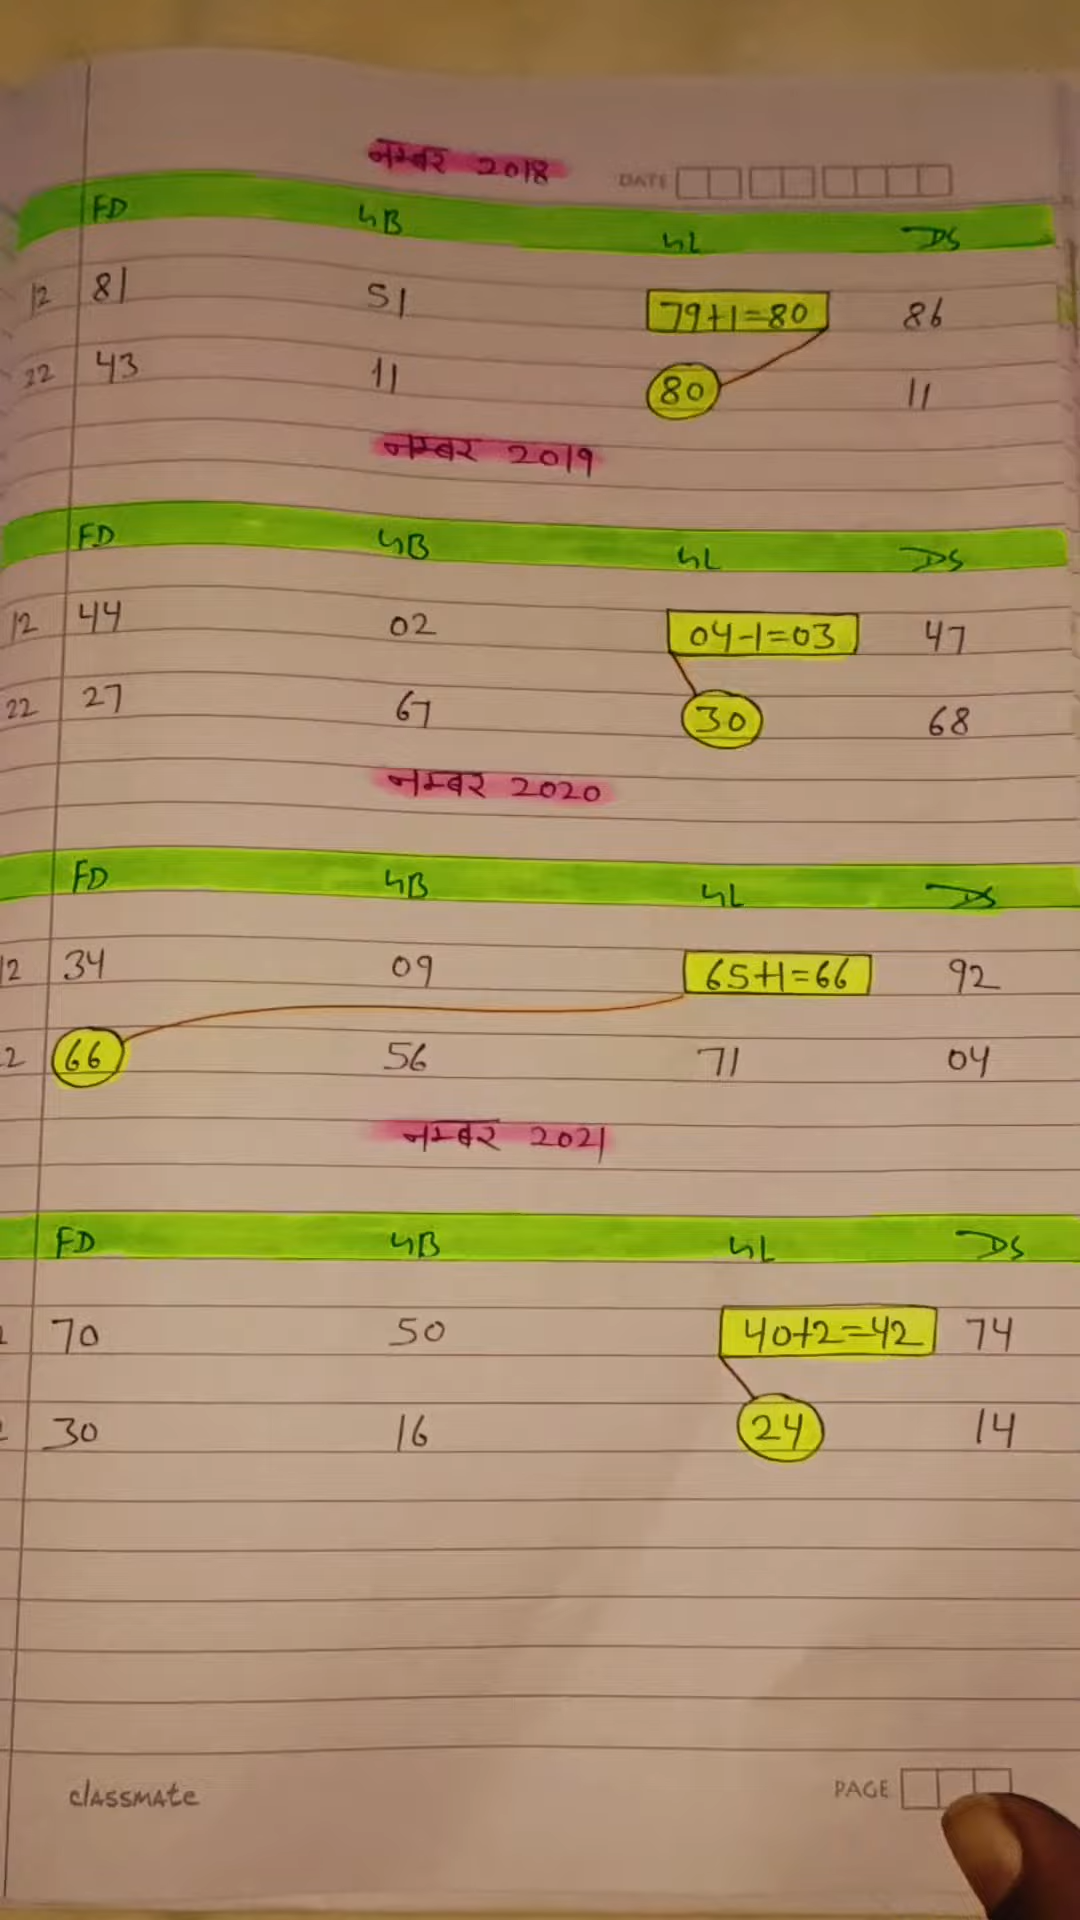 नम्बर 2018
DATE
FD GB GL DS
12 81 51 79+1=80 86
22 43 11 80 11
नम्बर 2019
FD GB GL DS
12 44 02 04-1=03 47
22 27 67 30 68
नम्बर 2020
FD GB GL DS
12 34 09 65+1=66 92
2 66 56 71 04
नम्बर 2021
FD GB GL DS
70 50 40+2=42 74
30 16 24 14
classmate PAGE